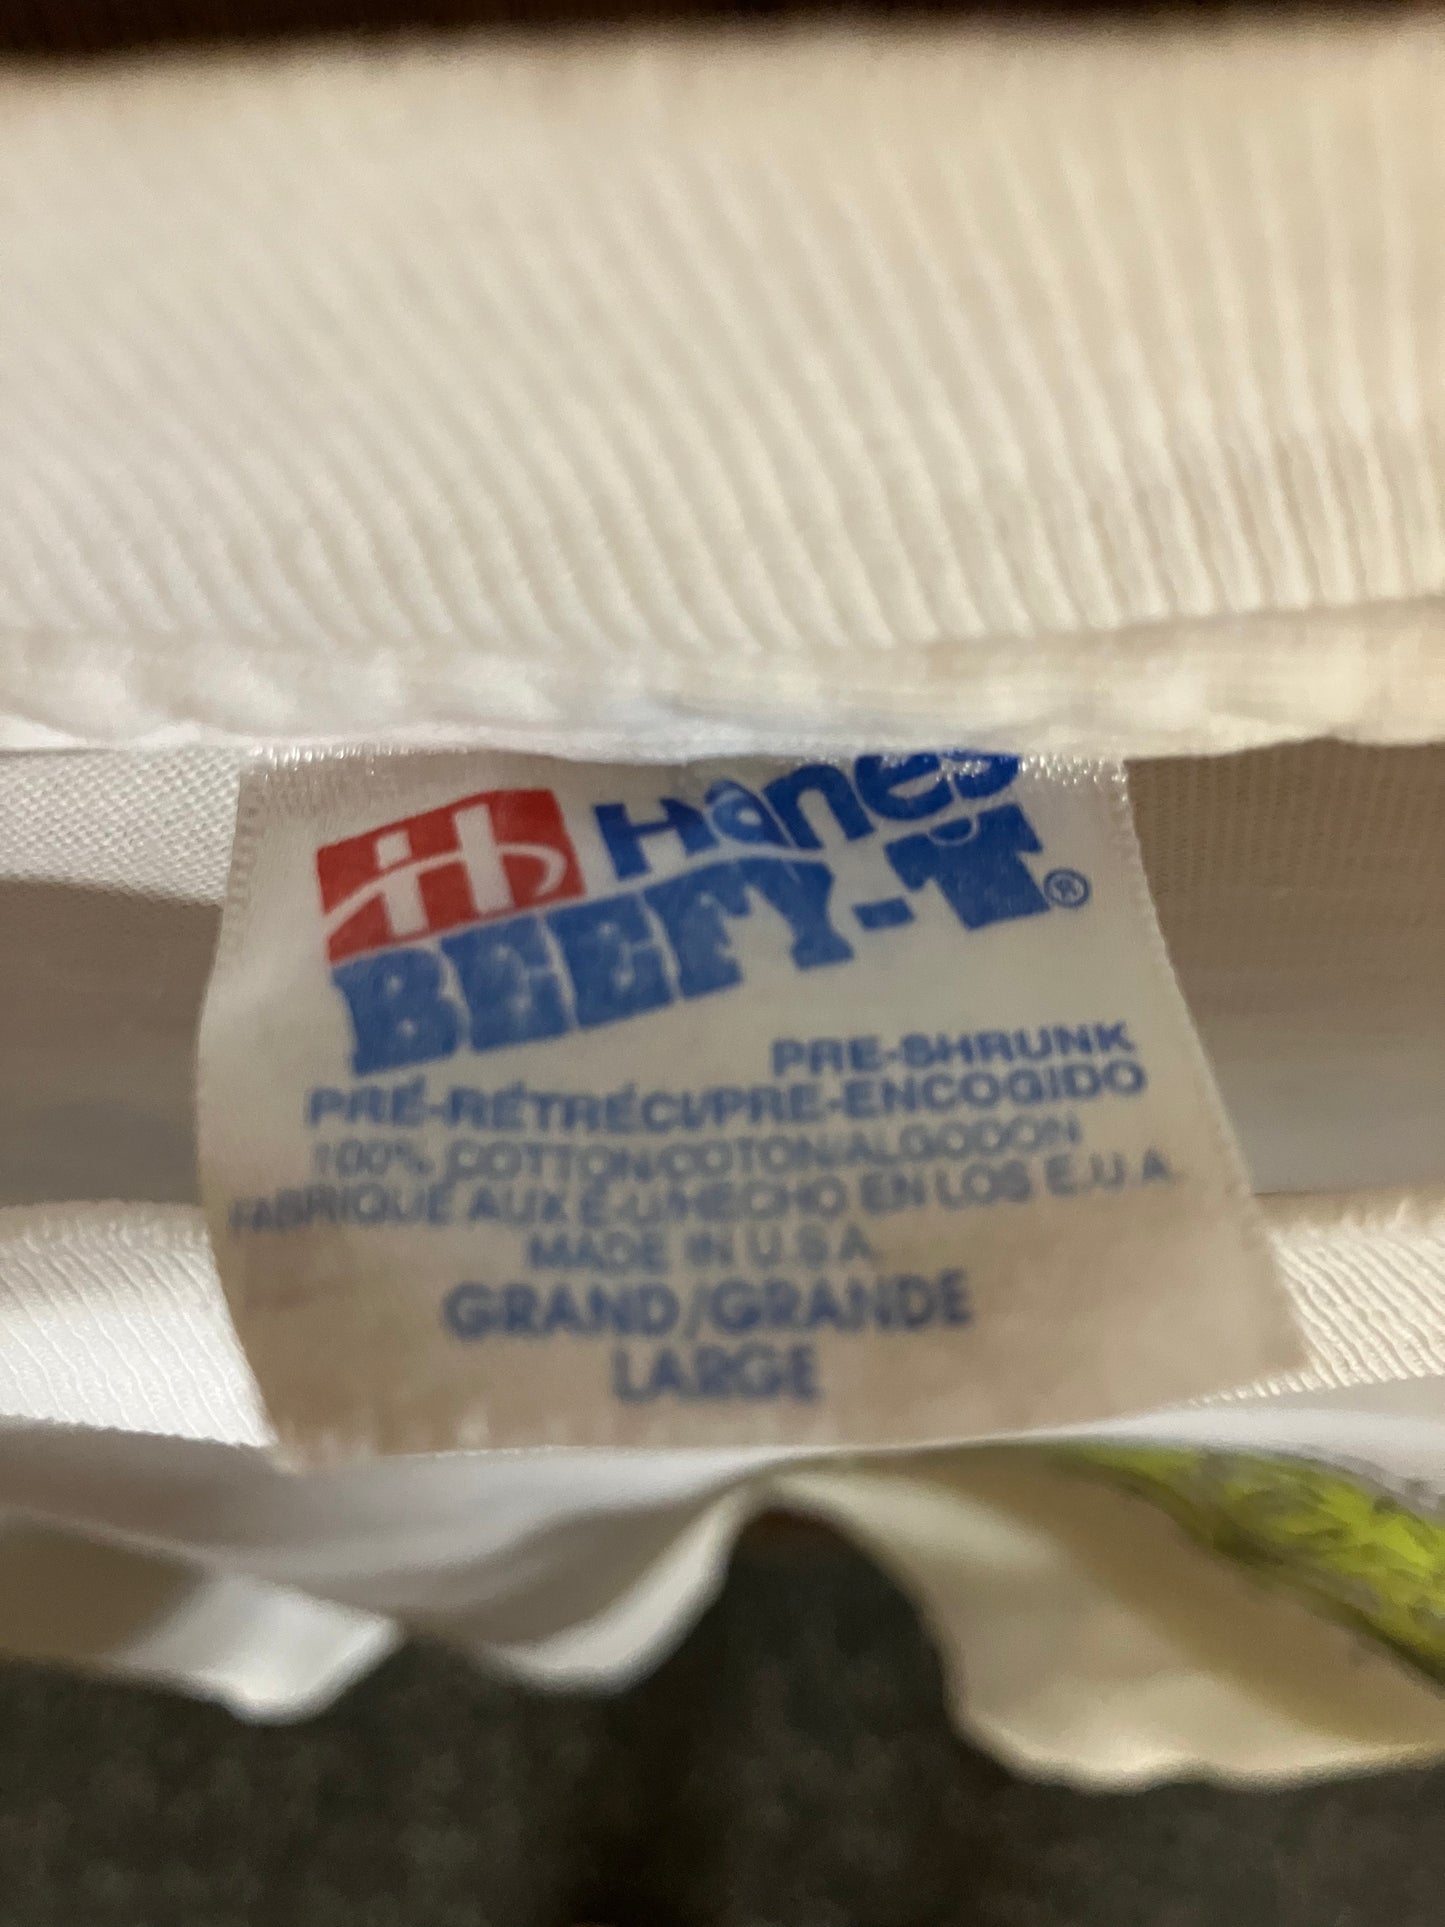 H Hanes
BEEFY-T®
PRE-SHRUNK
PRÉ-RÉTRÉCI/PRE-ENCOGIDO
100% COTTON/COTON/ALGODON
FABRIQUÉ AUX É-U/HECHO EN LOS E.U.A.
MADE IN U.S.A.
GRAND/GRANDE
LARGE